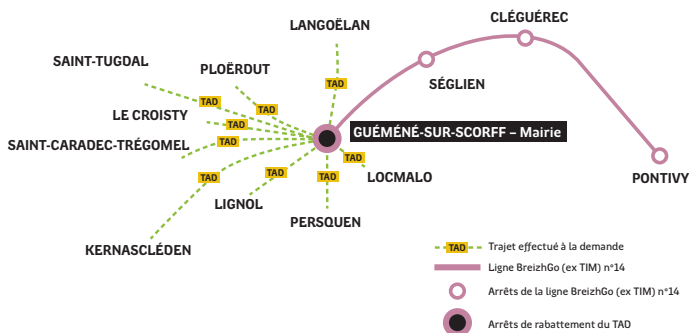 CLÉGUÉREC
LANGOËLAN
SAINT-TUGDAL
PLOËRDUT
TAD
SÉGLIEN
TAD
TAD
LE CROISTY
TAD
GUÉMÉNÉ-SUR-SCORFF – Mairie
SAINT-CARADEC-TRÉGOMEL
TAD
TAD
TAD
TAD
TAD
LOCMALO
PONTIVY
LIGNOL
PERSQUEN
KERNASCLÉDEN
TAD Trajet effectué à la demande
Ligne BreizhGo (ex TIM) n°14
Arrêts de la ligne BreizhGo (ex TIM) n°14
Arrêts de rabattement du TAD